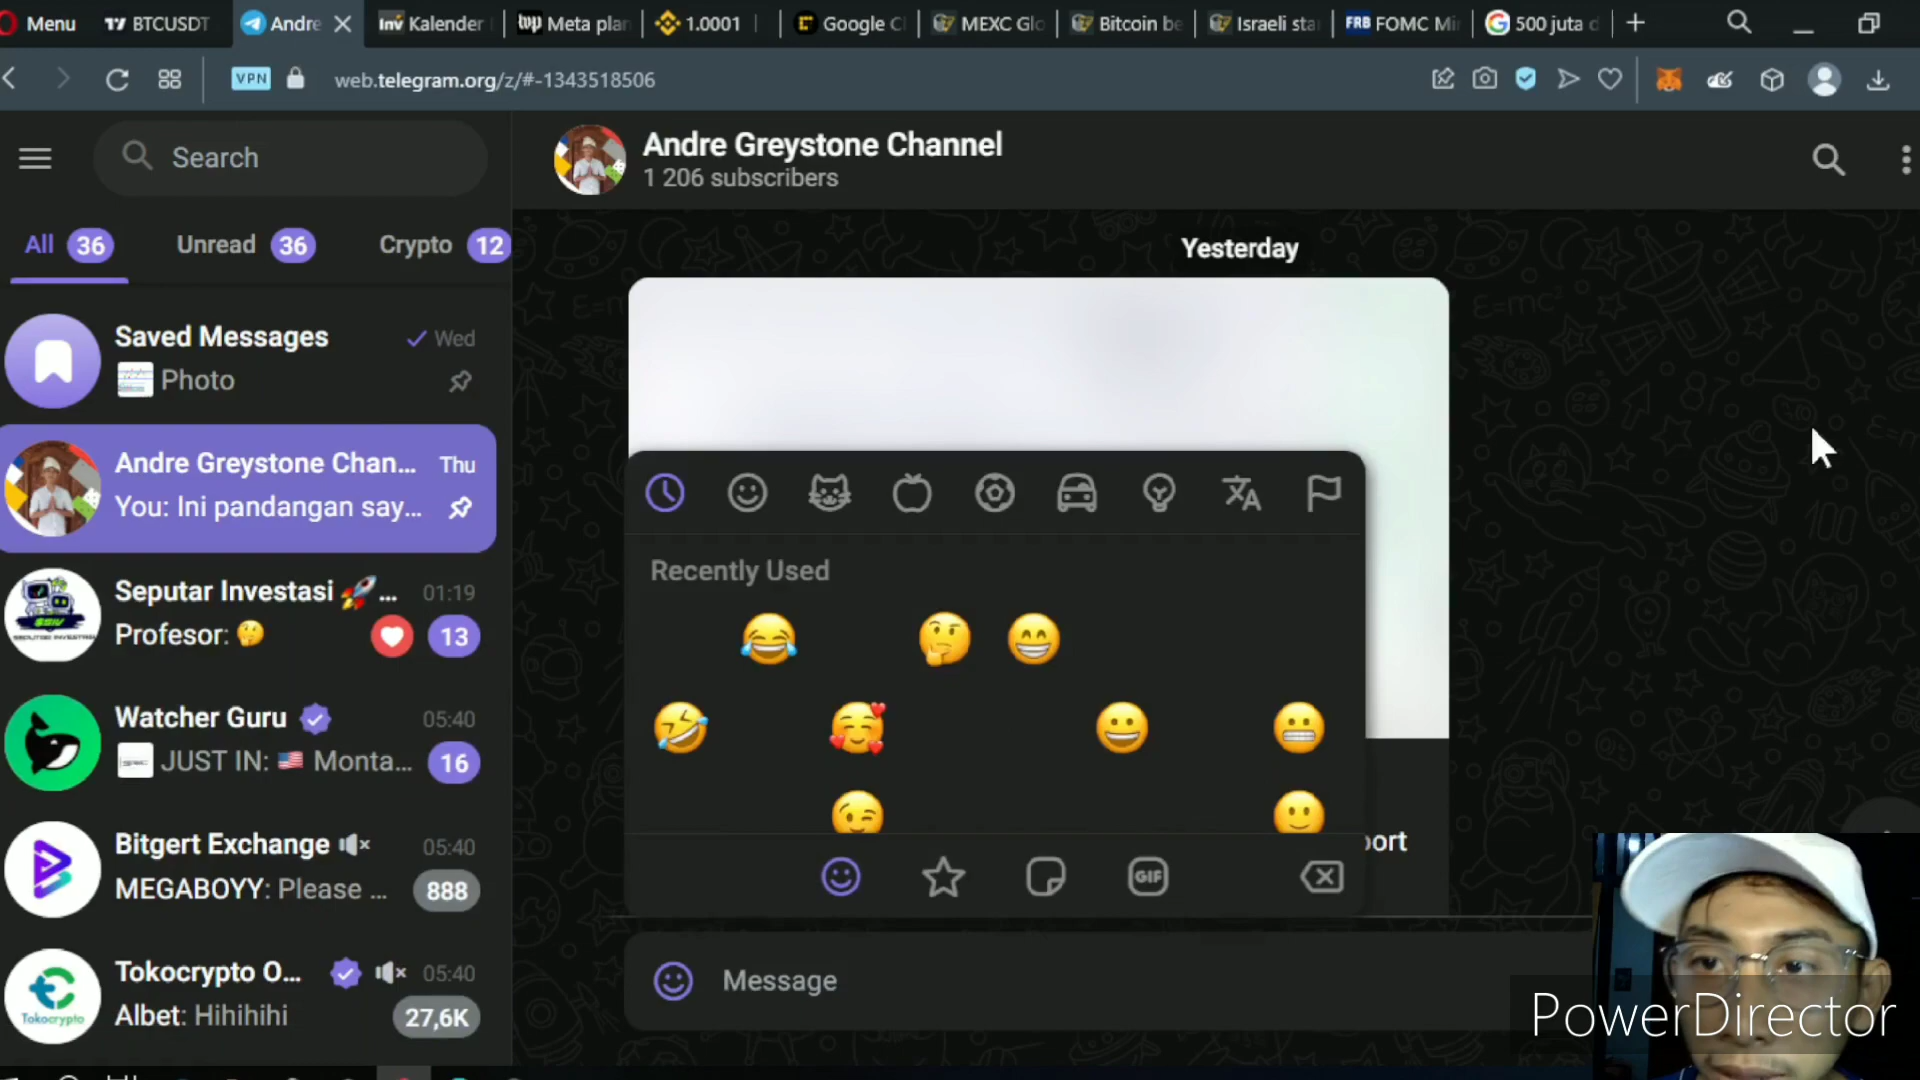 Menu
BTCUSDT
Andre
Kalender
Meta plan
1.0001
Google C
MEXC Glo
Bitcoin be
Israeli sta
FRB FOMC Mi
500 juta d
VPN
web.telegram.org/z/#-1343518506
Search
Andre Greystone Channel
1 206 subscribers
All 36
Unread 36
Crypto 12
Yesterday
Saved Messages
Wed
Photo
Andre Greystone Chan...
Thu
You: Ini pandangan say...
Recently Used
Seputar Investasi 🚀...
01:19
Profesor: 🤔
13
Watcher Guru
05:40
JUST IN: 🇺🇸 Monta...
16
port
Bitgert Exchange
05:40
MEGABOYY: Please ...
888
GIF
Tokocrypto O...
05:40
Albet: Hihihihi
27,6K
Tokocrypto
Message
PowerDirector